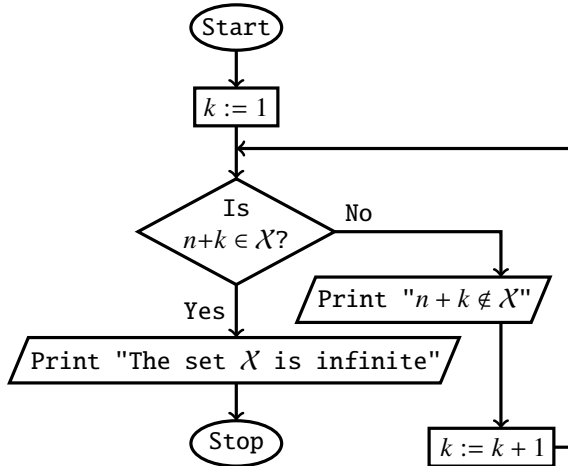 Start
k := 1
Is
n+k ∈ 𝒳?
No
Print "n + k ∉ 𝒳"
Yes
Print "The set 𝒳 is infinite"
Stop
k := k + 1